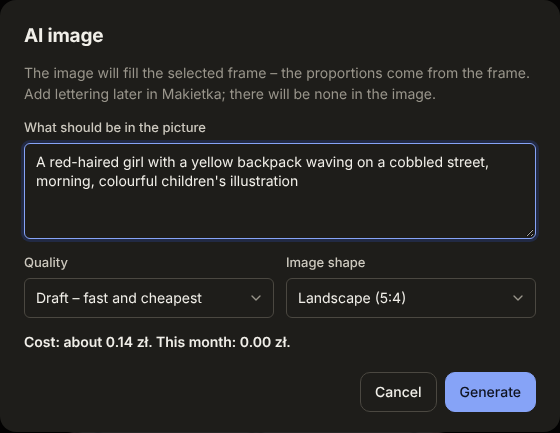 AI image
The image will fill the selected frame – the proportions come from the frame.
Add lettering later in Makietka; there will be none in the image.
What should be in the picture
A red-haired girl with a yellow backpack waving on a cobbled street,
morning, colourful children's illustration
Quality
Image shape
Draft – fast and cheapest
Landscape (5:4)
Cost: about 0.14 zł. This month: 0.00 zł.
Cancel
Generate